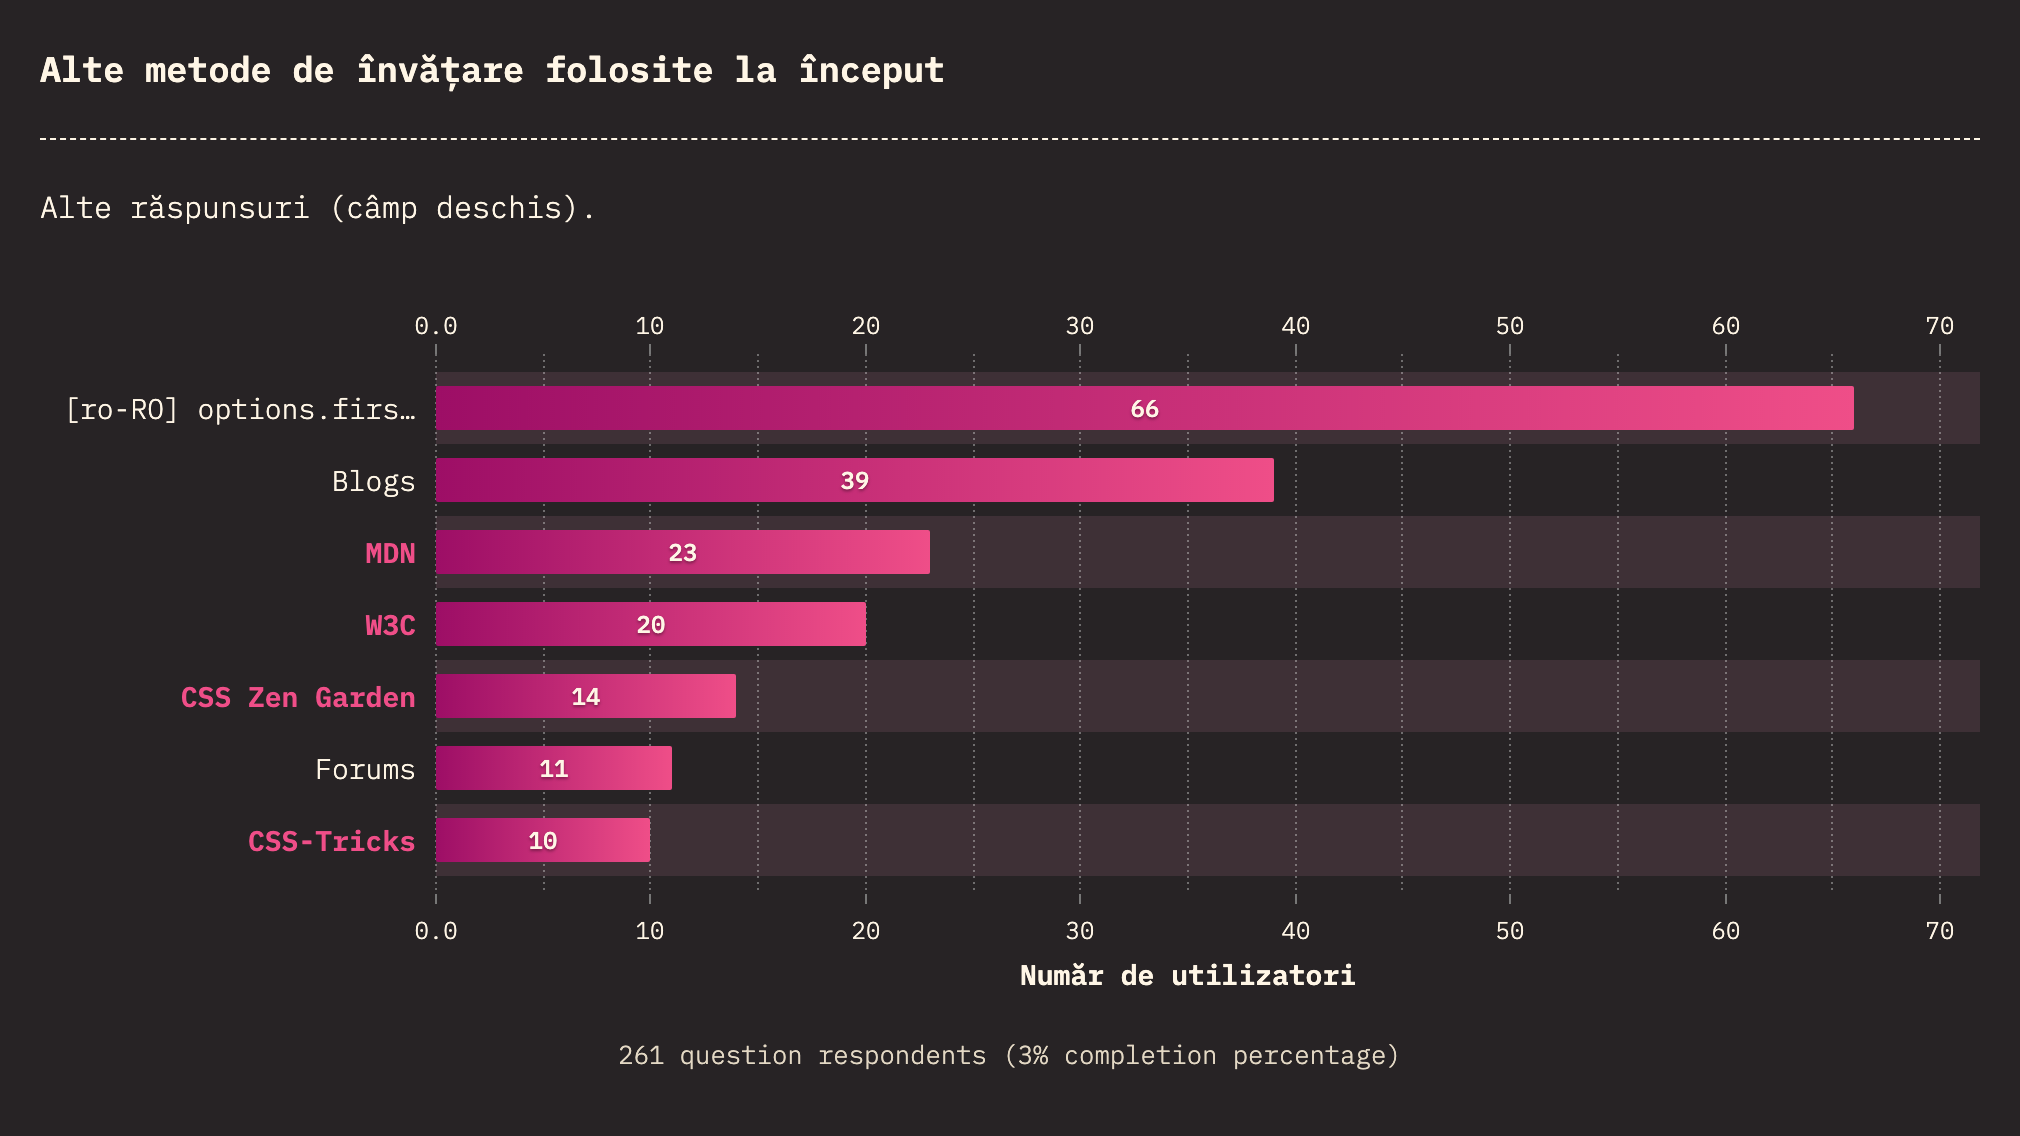 Alte metode de învățare folosite la început
Alte răspunsuri (câmp deschis).
0.0 10 20 30 40 50 60 70
[ro-RO] options.firs… 66
Blogs 39
MDN 23
W3C 20
CSS Zen Garden 14
Forums 11
CSS-Tricks 10
0.0 10 20 30 40 50 60 70
Număr de utilizatori
261 question respondents (3% completion percentage)